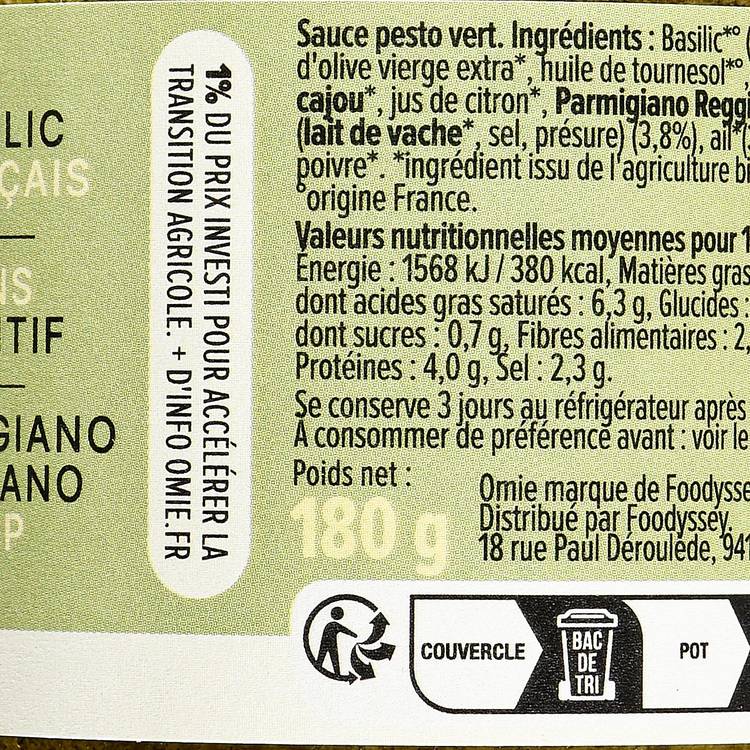 LIC
ÇAIS
NS
ITIF
GIANO
ANO
P
1% DU PRIX INVESTI POUR ACCÉLÉRER LA
TRANSITION AGRICOLE. + D'INFO OMIE.FR
Sauce pesto vert. Ingrédients : Basilic*° (
d'olive vierge extra*, huile de tournesol*°,
cajou*, jus de citron*, Parmigiano Reggi
(lait de vache*, sel, présure) (3,8%), ail*(
poivre*. *ingrédient issu de l'agriculture bi
°origine France.
Valeurs nutritionnelles moyennes pour 1
Énergie : 1568 kJ / 380 kcal, Matières gras
dont acides gras saturés : 6,3 g, Glucides :
dont sucres : 0,7 g, Fibres alimentaires : 2,
Protéines : 4,0 g, Sel : 2,3 g.
Se conserve 3 jours au réfrigérateur après
À consommer de préférence avant : voir le
Poids net :
180 g
Omie marque de Foodysse
Distribué par Foodyssey.
18 rue Paul Déroulède, 941
COUVERCLE
BAC
DE
TRI
POT